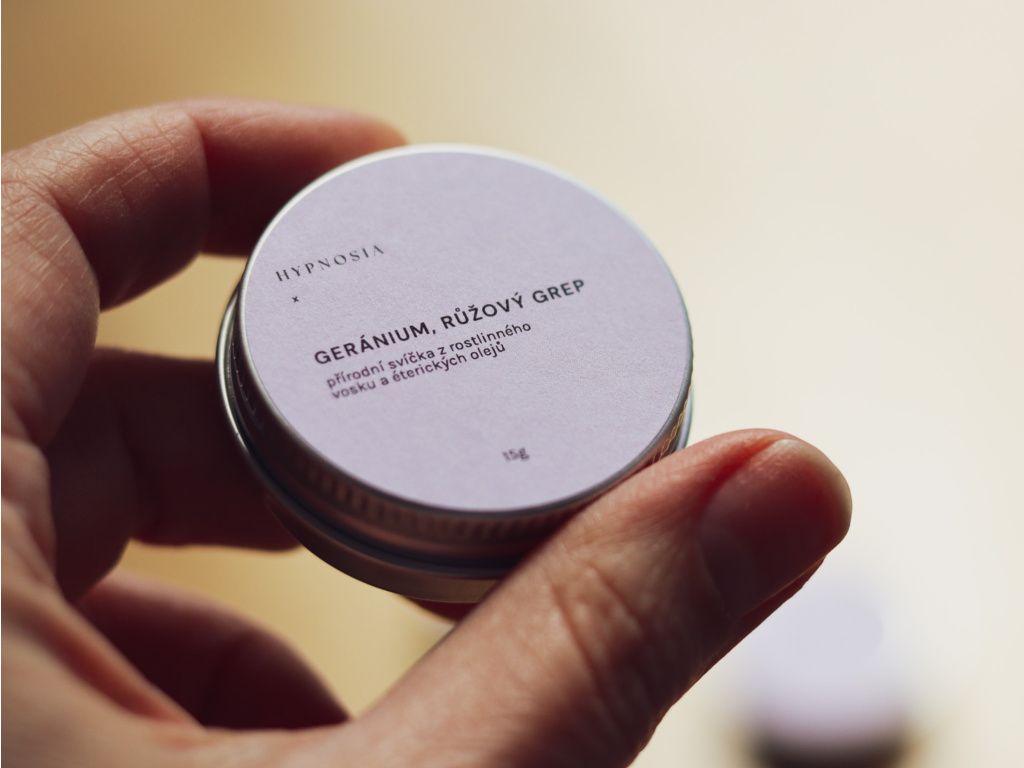 HYPNOSIA
x
GERÁNIUM, RŮŽOVÝ GREP
přírodní svíčka z rostlinného
vosku a éterických olejů
15g